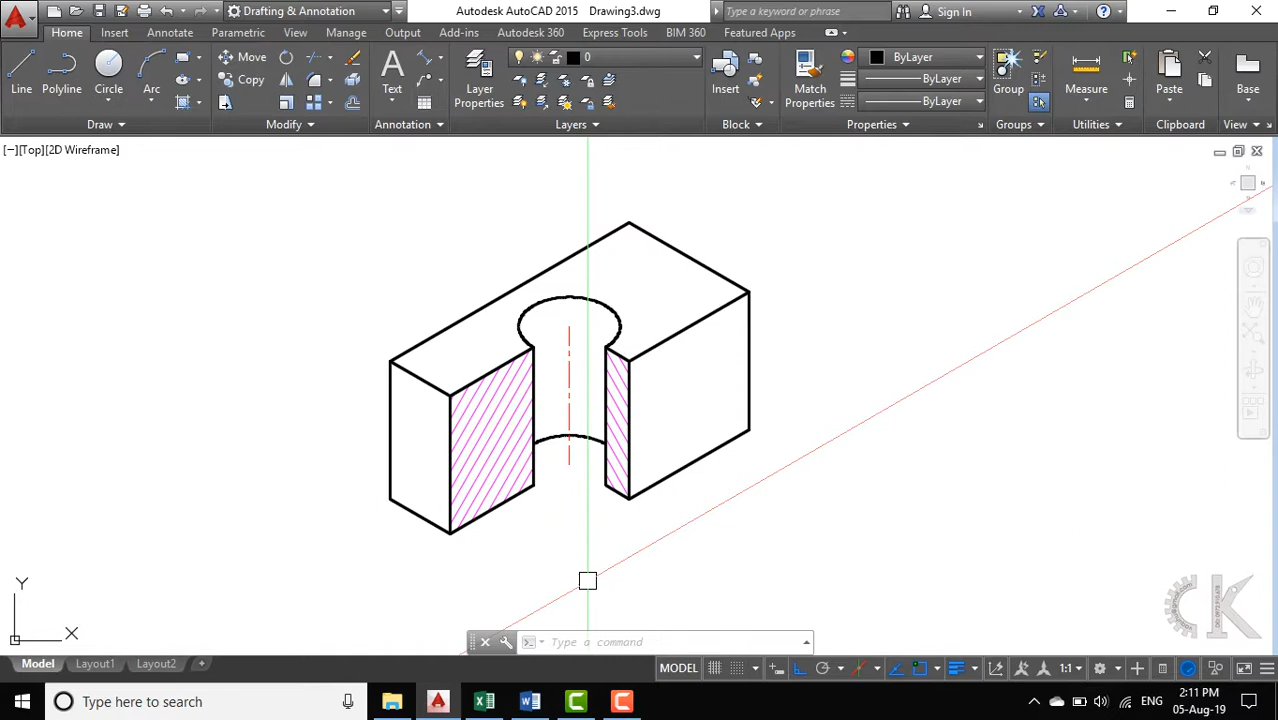 Autodesk AutoCAD 2015 Drawing3.dwg
Drafting & Annotation
Type a keyword or phrase
Sign In
Home Insert Annotate Parametric View Manage Output Add-ins Autodesk 360 Express Tools BIM 360 Featured Apps
Line Polyline Circle Arc
Move
Copy
Text
Layer Properties
0
Insert
Match Properties
ByLayer
ByLayer
ByLayer
Group
Measure
Paste
Base
Draw Modify Annotation Layers Block Properties Groups Utilities Clipboard View
[−][Top][2D Wireframe]
Y
X
CK
Type a command
Model Layout1 Layout2 +
MODEL
1:1
Type here to search
ENG
2:11 PM
05-Aug-19